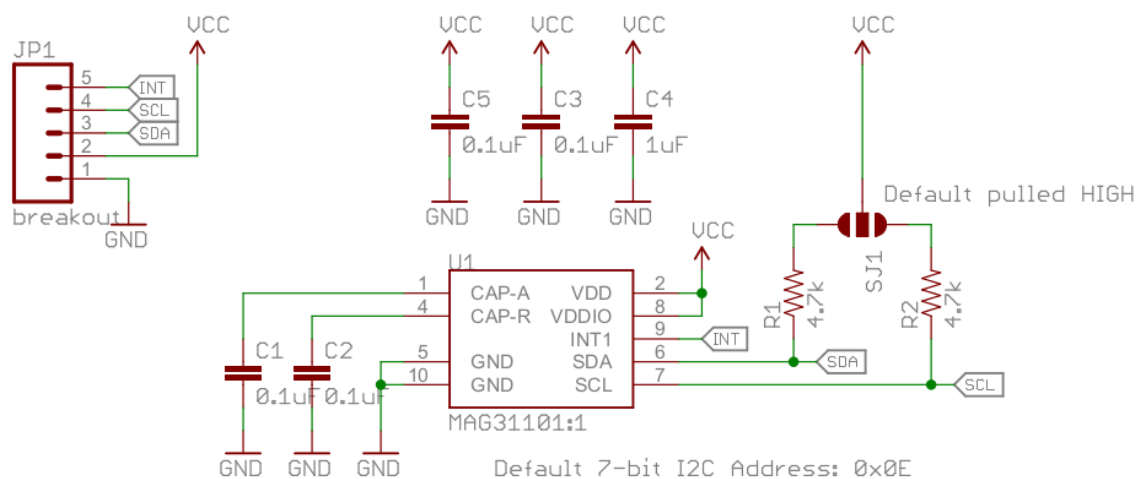 VCC
JP1
5 INT
4 SCL
3 SDA
2
1
breakout
GND
VCC
C5
0.1uF
GND
VCC
C3
0.1uF
GND
VCC
C4
1uF
GND
VCC
Default pulled HIGH
SJ1
R1
4.7k
R2
4.7k
VCC
U1
1 CAP-A VDD 2
4 CAP-R VDDIO 8
INT1 9 INT
5 GND SDA 6 SDA
10 GND SCL 7 SCL
MAG31101:1
C1
0.1uF
C2
0.1uF
GND
GND
GND
Default 7-bit I2C Address: 0x0E